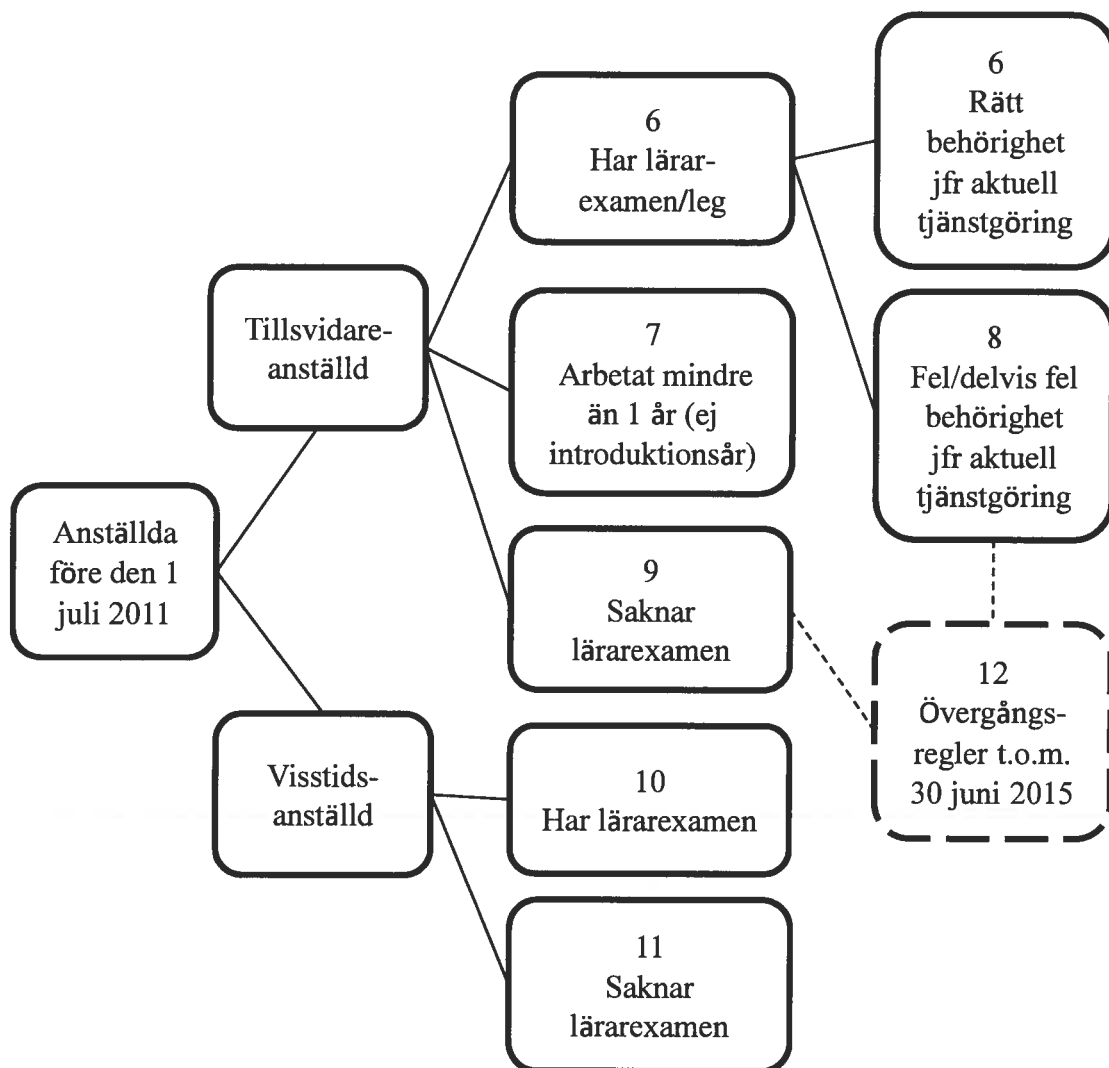 Anställda
före den 1
juli 2011
Tillsvidare-
anställd
6
Har lärar-
examen/leg
6
Rätt
behörighet
jfr aktuell
tjänstgöring
8
Fel/delvis fel
behörighet
jfr aktuell
tjänstgöring
7
Arbetat mindre
än 1 år (ej
introduktionsår)
9
Saknar
lärarexamen
12
Övergångs-
regler t.o.m.
30 juni 2015
Visstids-
anställd
10
Har lärarexamen
11
Saknar
lärarexamen